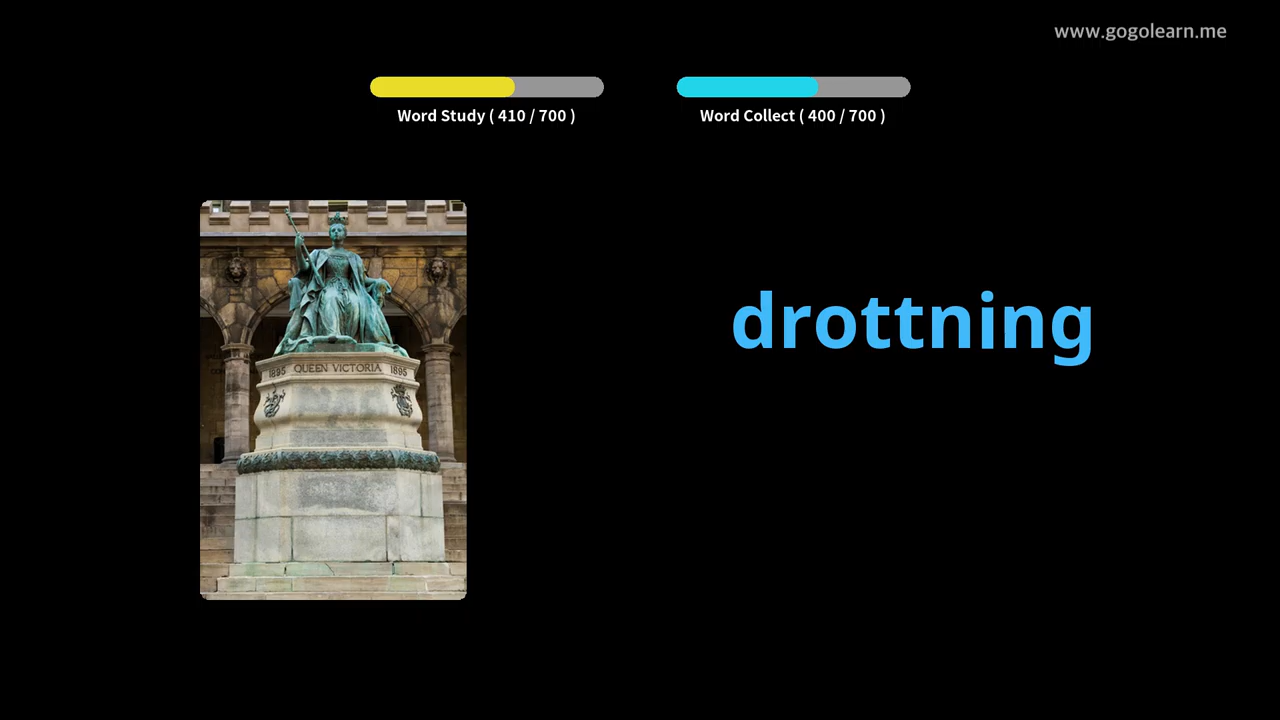 www.gogolearn.me
Word Study ( 410 / 700 )
Word Collect ( 400 / 700 )
drottning
1895 QUEEN VICTORIA 1895